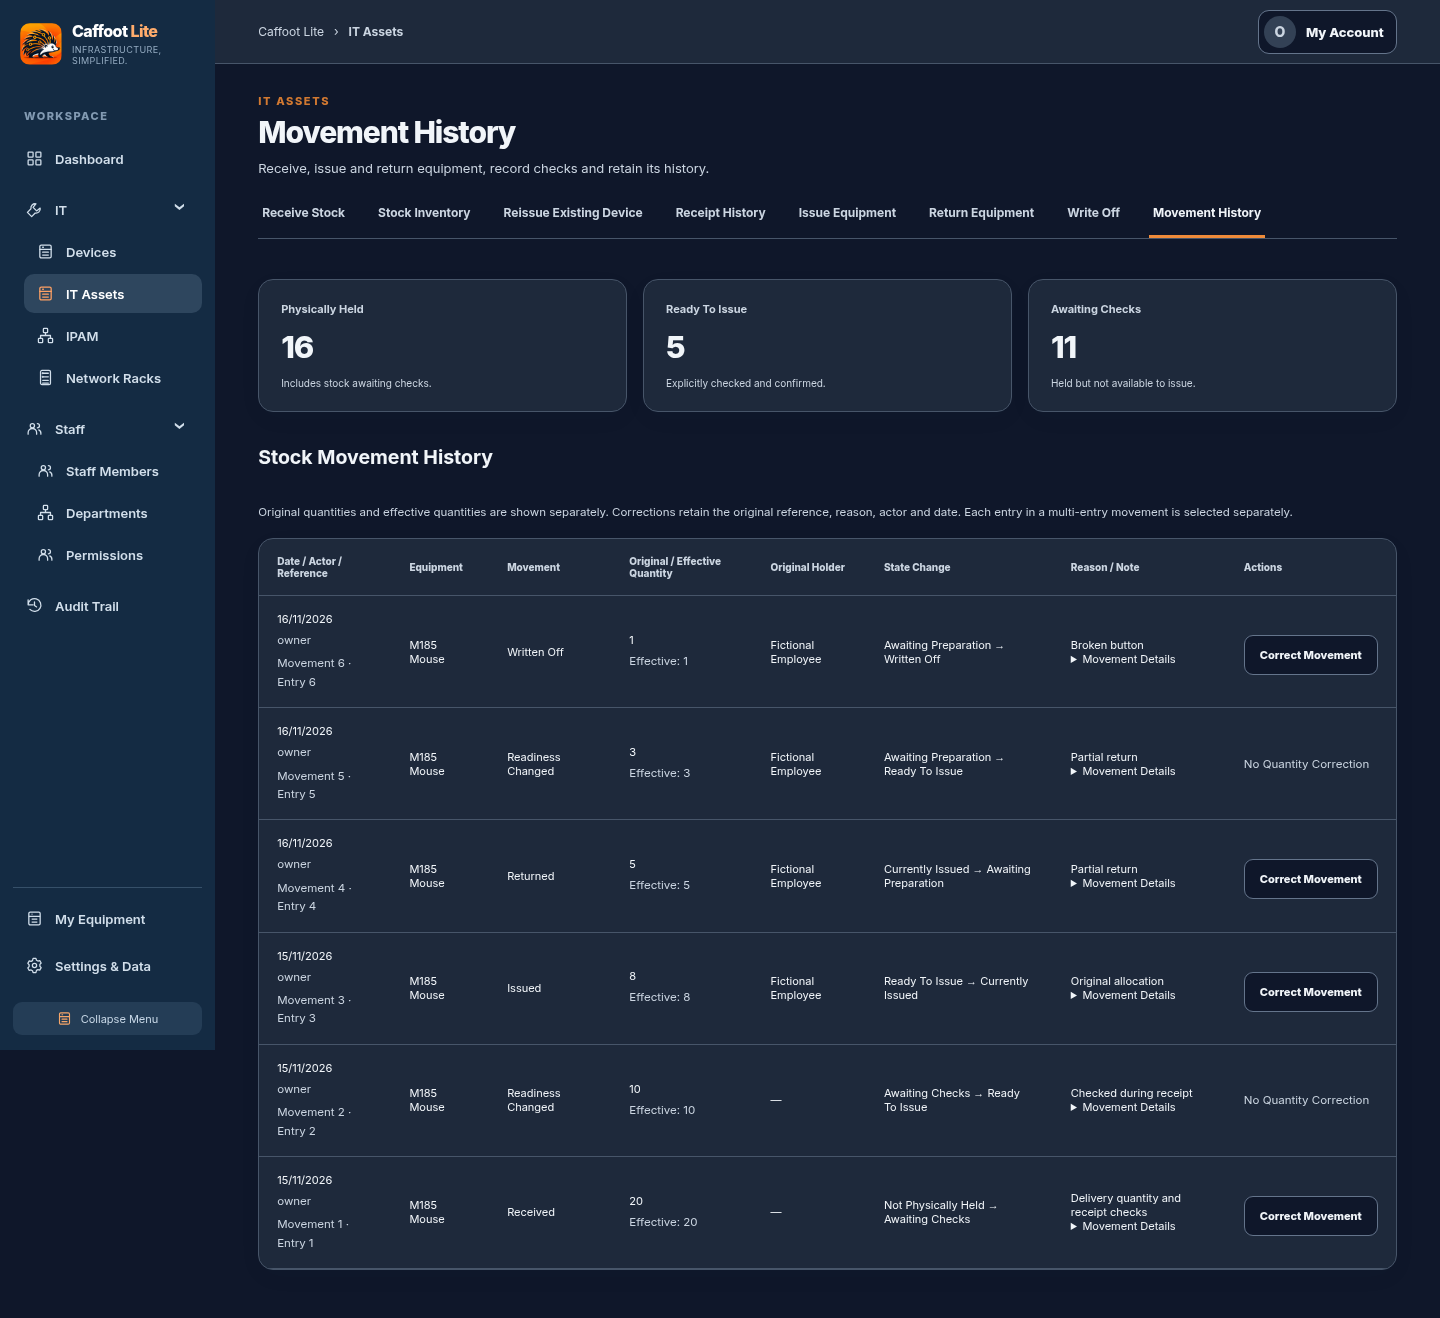 Caffoot Lite
INFRASTRUCTURE,
SIMPLIFIED.
WORKSPACE
Dashboard
IT
Devices
IT Assets
IPAM
Network Racks
Staff
Staff Members
Departments
Permissions
Audit Trail
My Equipment
Settings & Data
Collapse Menu
Caffoot Lite › IT Assets
O My Account
IT ASSETS
Movement History
Receive, issue and return equipment, record checks and retain its history.
Receive Stock Stock Inventory Reissue Existing Device Receipt History Issue Equipment Return Equipment Write Off Movement History
Physically Held
16
Includes stock awaiting checks.
Ready To Issue
5
Explicitly checked and confirmed.
Awaiting Checks
11
Held but not available to issue.
Stock Movement History
Original quantities and effective quantities are shown separately. Corrections retain the original reference, reason, actor and date. Each entry in a multi-entry movement is selected separately.
Date / Actor /
Reference
Equipment
Movement
Original / Effective
Quantity
Original Holder
State Change
Reason / Note
Actions
16/11/2026
owner
Movement 6 ·
Entry 6
M185
Mouse
Written Off
1
Effective: 1
Fictional
Employee
Awaiting Preparation →
Written Off
Broken button
▶ Movement Details
Correct Movement
16/11/2026
owner
Movement 5 ·
Entry 5
M185
Mouse
Readiness
Changed
3
Effective: 3
Fictional
Employee
Awaiting Preparation →
Ready To Issue
Partial return
▶ Movement Details
No Quantity Correction
16/11/2026
owner
Movement 4 ·
Entry 4
M185
Mouse
Returned
5
Effective: 5
Fictional
Employee
Currently Issued → Awaiting
Preparation
Partial return
▶ Movement Details
Correct Movement
15/11/2026
owner
Movement 3 ·
Entry 3
M185
Mouse
Issued
8
Effective: 8
Fictional
Employee
Ready To Issue → Currently
Issued
Original allocation
▶ Movement Details
Correct Movement
15/11/2026
owner
Movement 2 ·
Entry 2
M185
Mouse
Readiness
Changed
10
Effective: 10
—
Awaiting Checks → Ready
To Issue
Checked during receipt
▶ Movement Details
No Quantity Correction
15/11/2026
owner
Movement 1 ·
Entry 1
M185
Mouse
Received
20
Effective: 20
—
Not Physically Held →
Awaiting Checks
Delivery quantity and
receipt checks
▶ Movement Details
Correct Movement